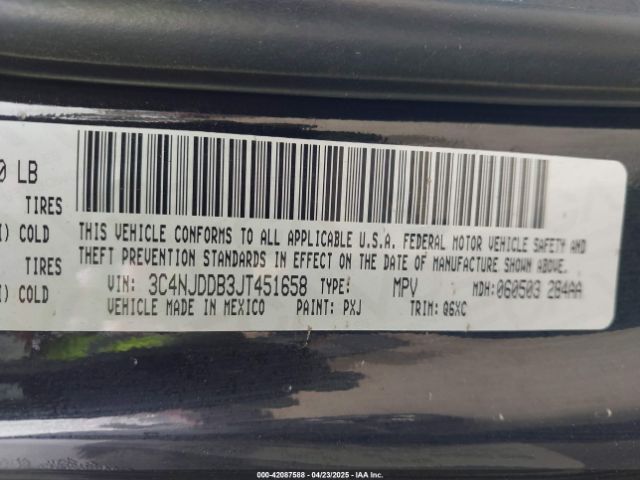 0 LB
TIRES
) COLD
TIRES
) COLD
THIS VEHICLE CONFORMS TO ALL APPLICABLE U.S.A. FEDERAL MOTOR VEHICLE SAFETY AND
THEFT PREVENTION STANDARDS IN EFFECT ON THE DATE OF MANUFACTURE SHOWN ABOVE.
VIN: 3C4NJDDB3JT451658 TYPE: MPV MDH: 060503 2B4AA
VEHICLE MADE IN MEXICO PAINT: PXJ TRIM: G6XC
000-42087588 - 04/23/2025 - IAA Inc.